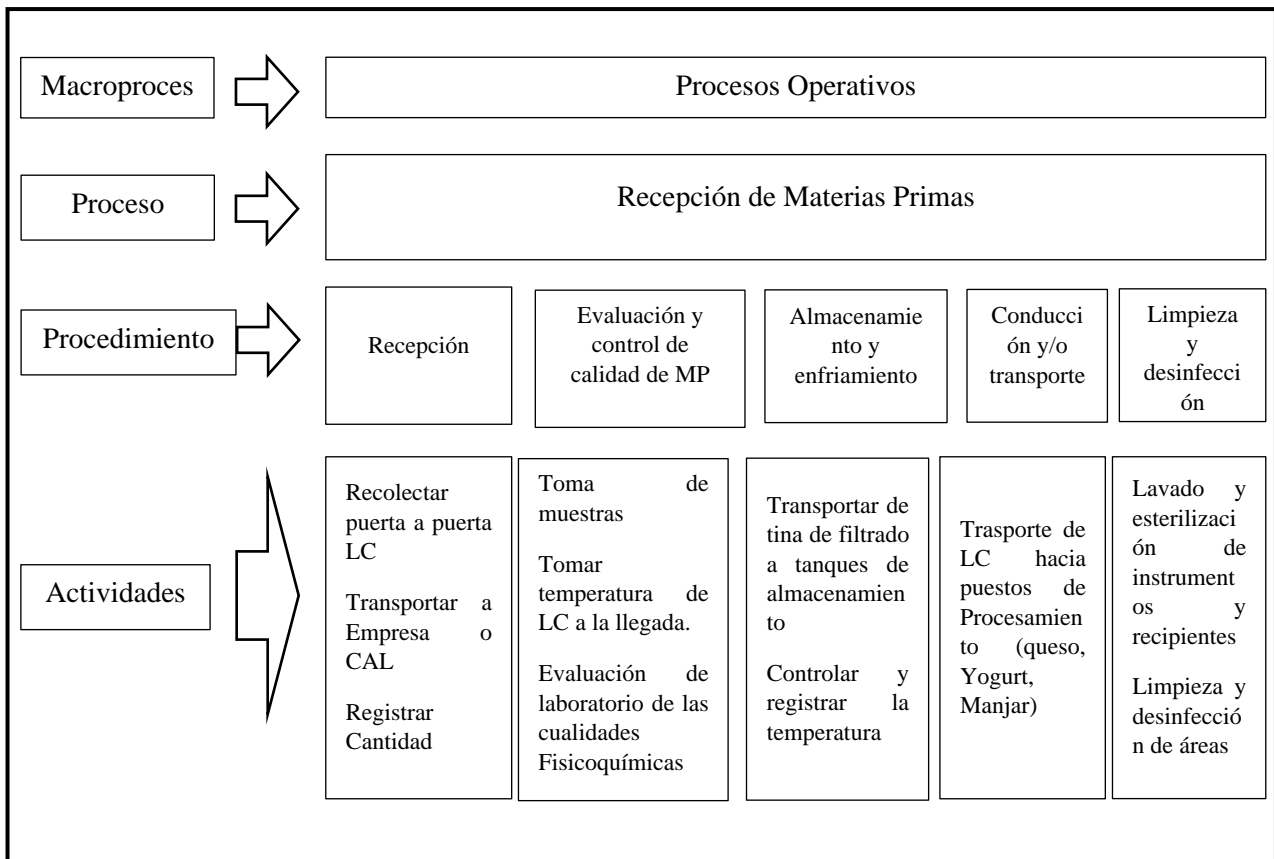 Macroproces
Procesos Operativos
Proceso
Recepción de Materias Primas
Procedimiento
Recepción
Evaluación y
control de
calidad de MP
Almacenamie
nto y
enfriamiento
Conducci
ón y/o
transporte
Limpieza
y
desinfecci
ón
Actividades
Recolectar
puerta a puerta
LC
Transportar a
Empresa o
CAL
Registrar
Cantidad
Toma de
muestras
Tomar
temperatura de
LC a la llegada.
Evaluación de
laboratorio de las
cualidades
Fisicoquímicas
Transportar de
tina de filtrado
a tanques de
almacenamien
to
Controlar y
registrar la
temperatura
Trasporte de
LC hacia
puestos de
Procesamien
to (queso,
Yogurt,
Manjar)
Lavado y
esterilizaci
ón de
instrument
os y
recipientes
Limpieza y
desinfecció
n de áreas